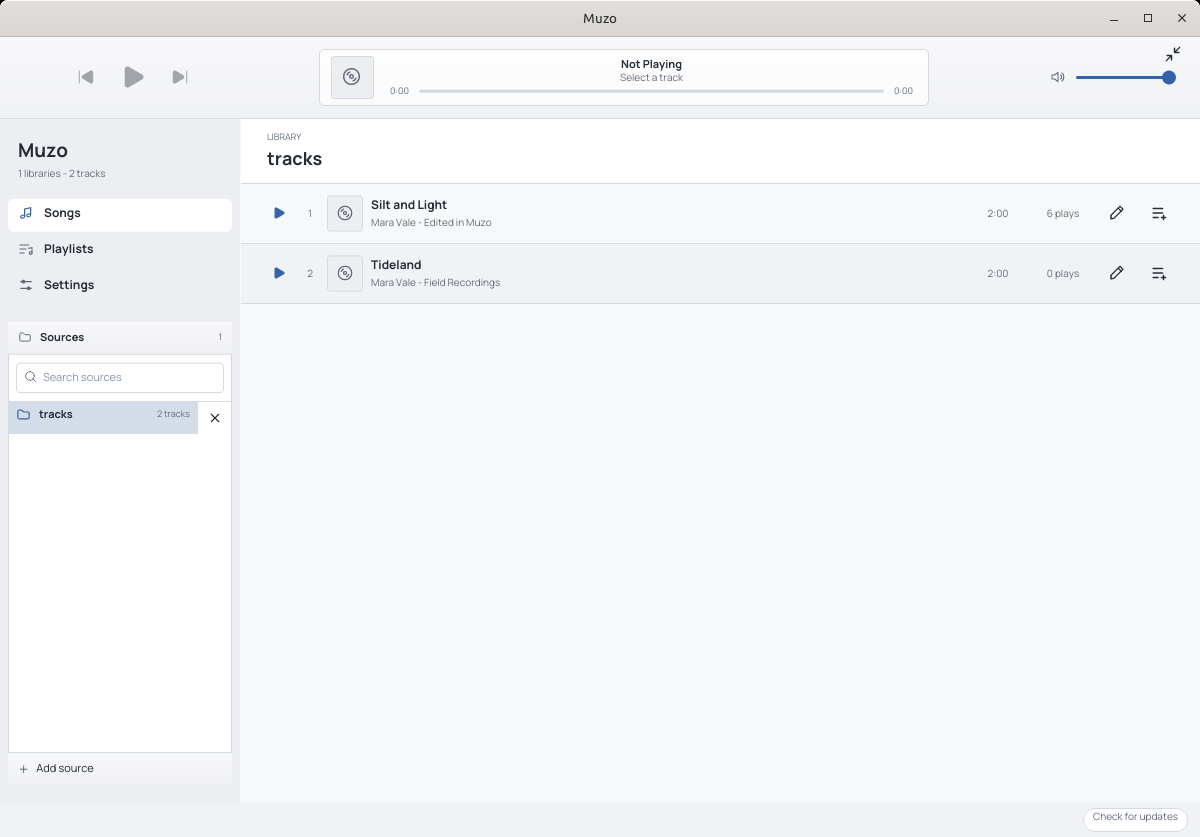 Muzo
Not Playing
Select a track
0:00
0:00
Muzo
1 libraries - 2 tracks
Songs
Playlists
Settings
Sources
1
Search sources
tracks
2 tracks
Add source
LIBRARY
tracks
1
Silt and Light
Mara Vale - Edited in Muzo
2:00
6 plays
2
Tideland
Mara Vale - Field Recordings
2:00
0 plays
Check for updates